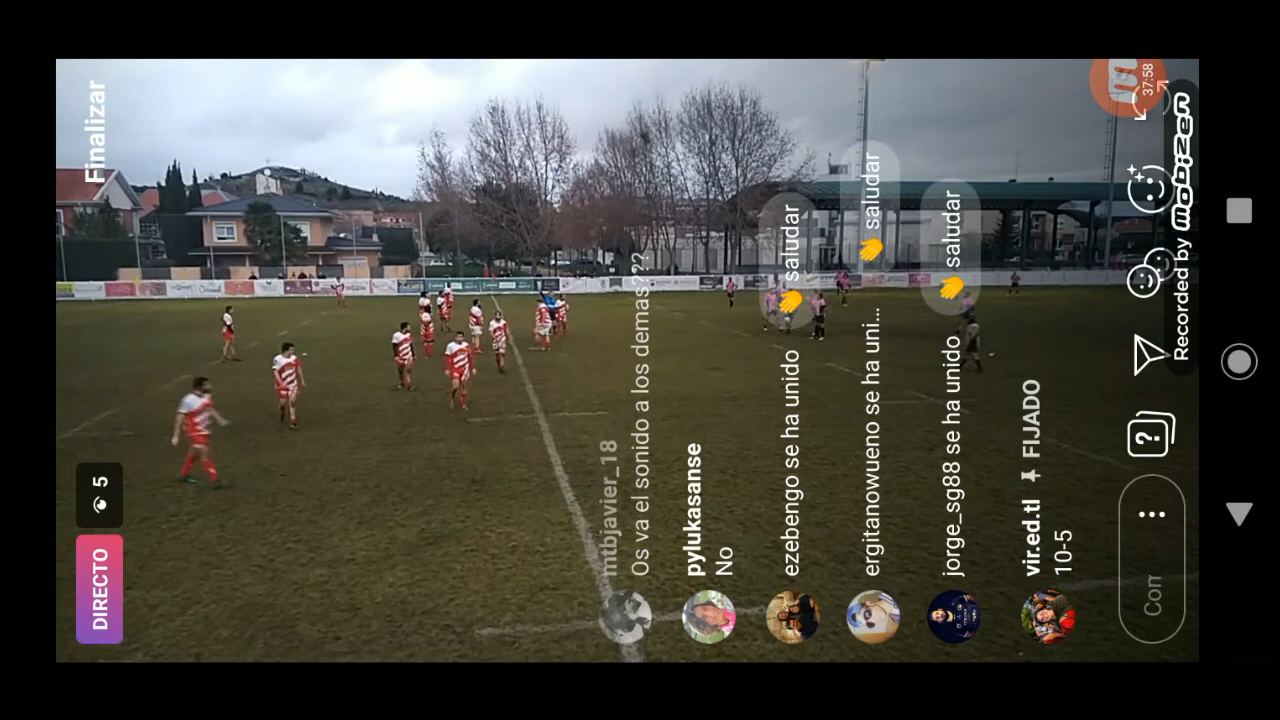 Finalizar
DIRECTO
5
mtbjavier_18
Os va el sonido a los demas???
pylukasanse
No
ezebengo se ha unido
👋 saludar
ergitanowueno se ha uni...
👋 saludar
jorge_sg88 se ha unido
👋 saludar
vir.ed.tl FIJADO
10-5
Com
37:58
Recorded by mobizen